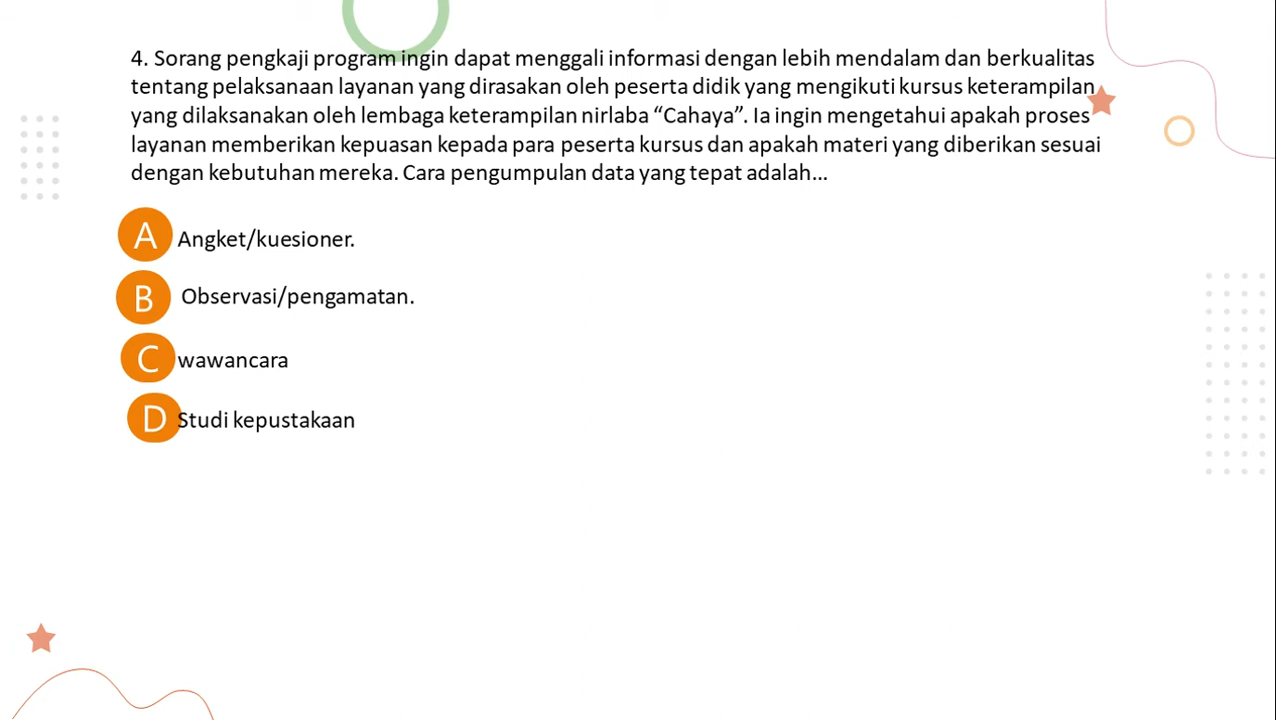 4. Sorang pengkaji program ingin dapat menggali informasi dengan lebih mendalam dan berkualitas
tentang pelaksanaan layanan yang dirasakan oleh peserta didik yang mengikuti kursus keterampilan
yang dilaksanakan oleh lembaga keterampilan nirlaba “Cahaya”. Ia ingin mengetahui apakah proses
layanan memberikan kepuasan kepada para peserta kursus dan apakah materi yang diberikan sesuai
dengan kebutuhan mereka. Cara pengumpulan data yang tepat adalah...
A Angket/kuesioner.
B Observasi/pengamatan.
C wawancara
D Studi kepustakaan